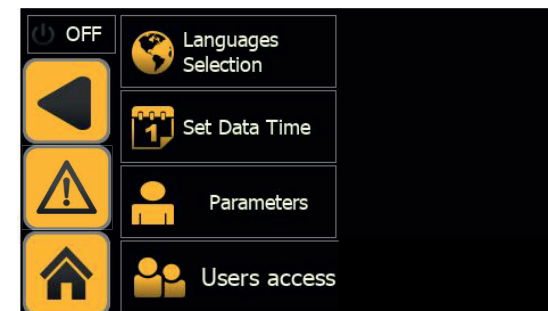 OFF
Languages
Selection
1
Set Data Time
Parameters
Users access